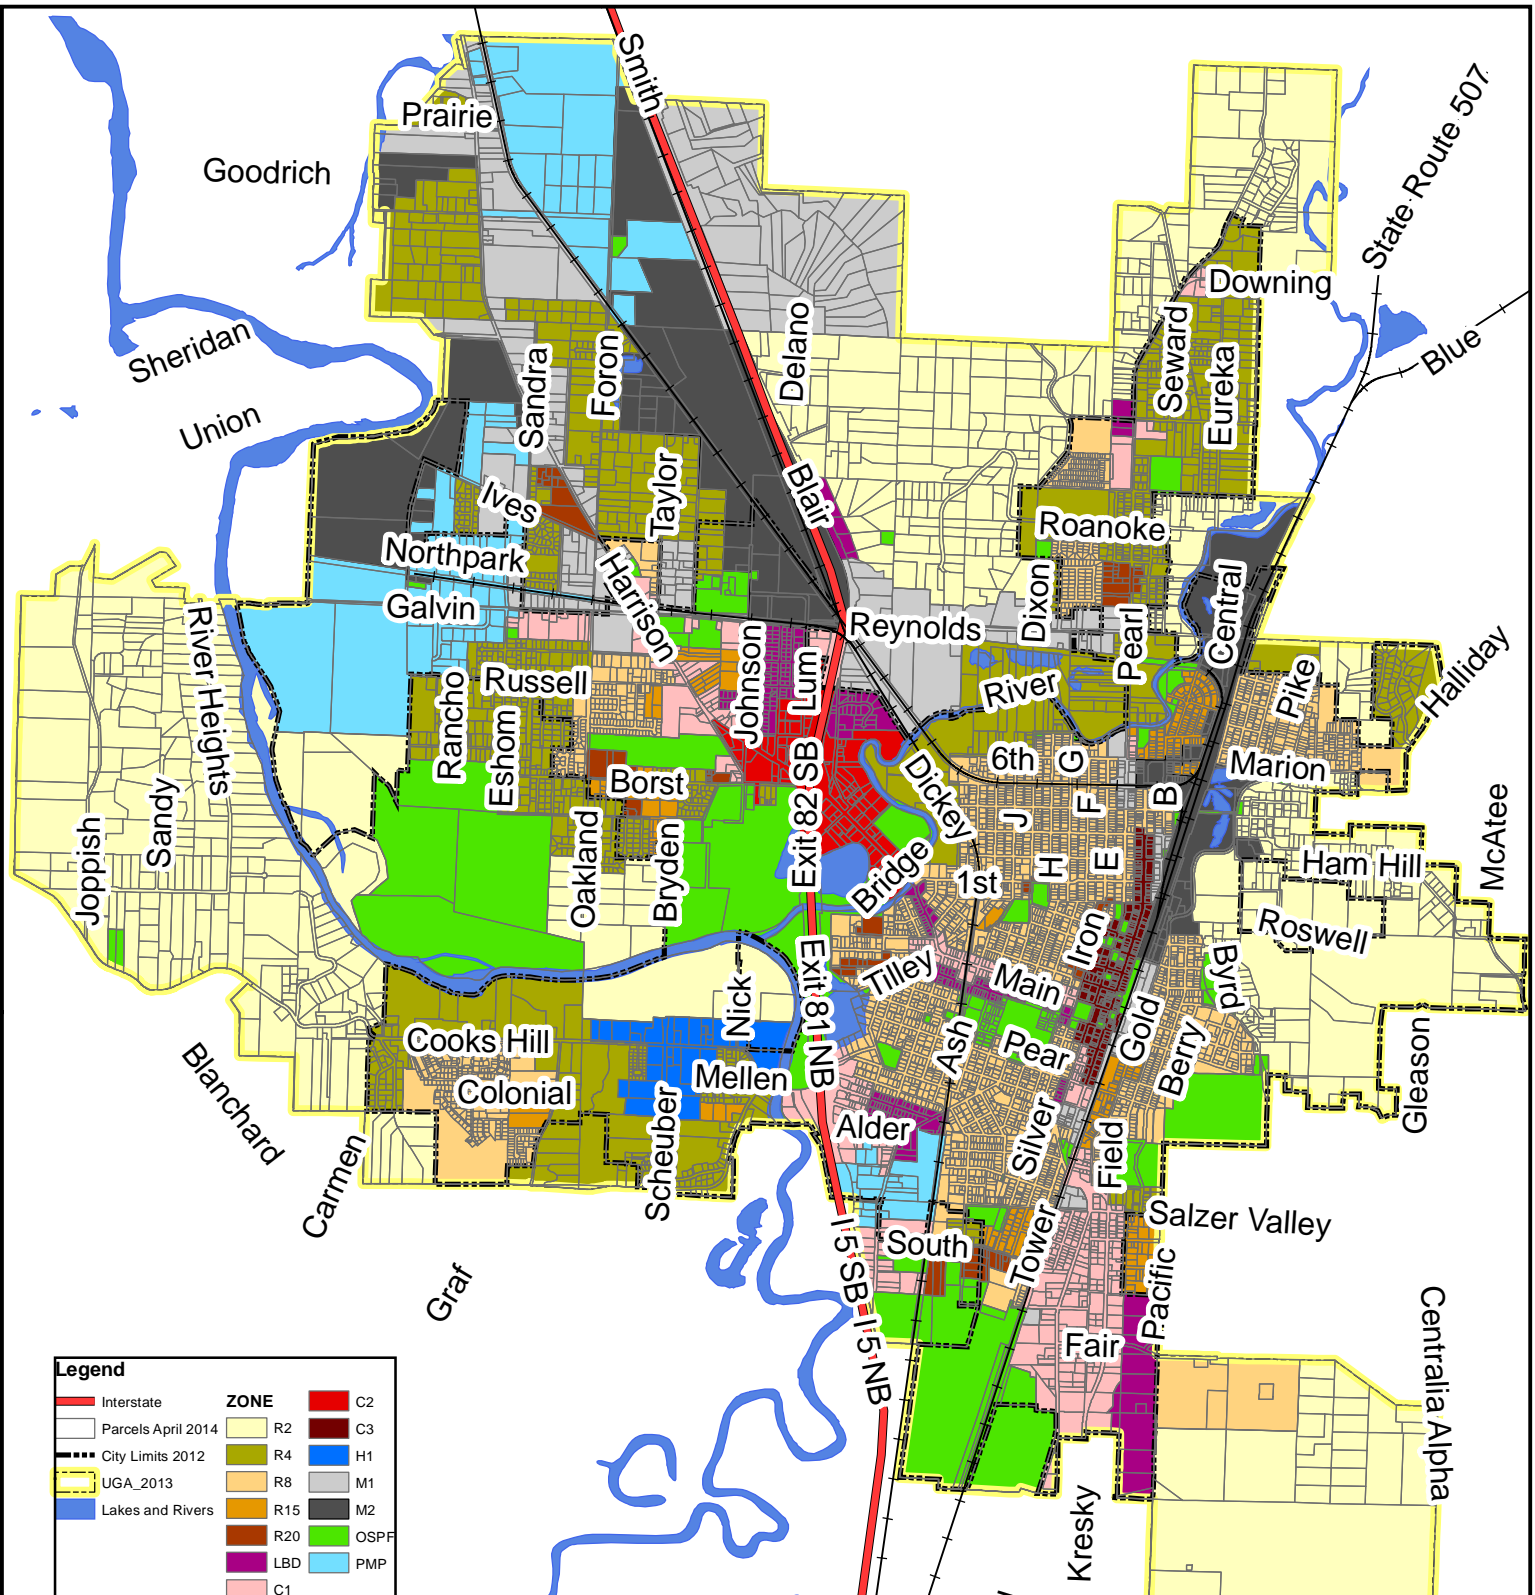 Smith
State Route 507
Prairie
Goodrich
Downing
Sheridan
Delano
Blue
Foron
Sandra
Seward
Eureka
Union
Taylor
Blair
Ives
Roanoke
Northpark
Harrison
Dixon
Central
Galvin
Reynolds
Pearl
River Heights
Johnson
Lum
Halliday
Russell
River
Pike
Rancho
Eshom
6th
G
Marion
Borst
Exit 82 SB
Dickey
J
F
B
Sandy
Joppish
Oakland
Bryden
Bridge
1st
H
E
Ham Hill
McAtee
Roswell
Iron
Exit 81 NB
Tilley
Main
Byrd
Nick
Gold
Cooks Hill
Ash
Pear
Berry
Gleason
Blanchard
Colonial
Mellen
Scheuber
Alder
Silver
Field
Carmen
Salzer Valley
I 5 SB
South
Tower
Pacific
Graf
I 5 NB
Fair
Centralia Alpha
Kresky
Legend
Interstate
Parcels April 2014
City Limits 2012
UGA_2013
Lakes and Rivers
ZONE
R2
R4
R8
R15
R20
LBD
C1
C2
C3
H1
M1
M2
OSPF
PMP